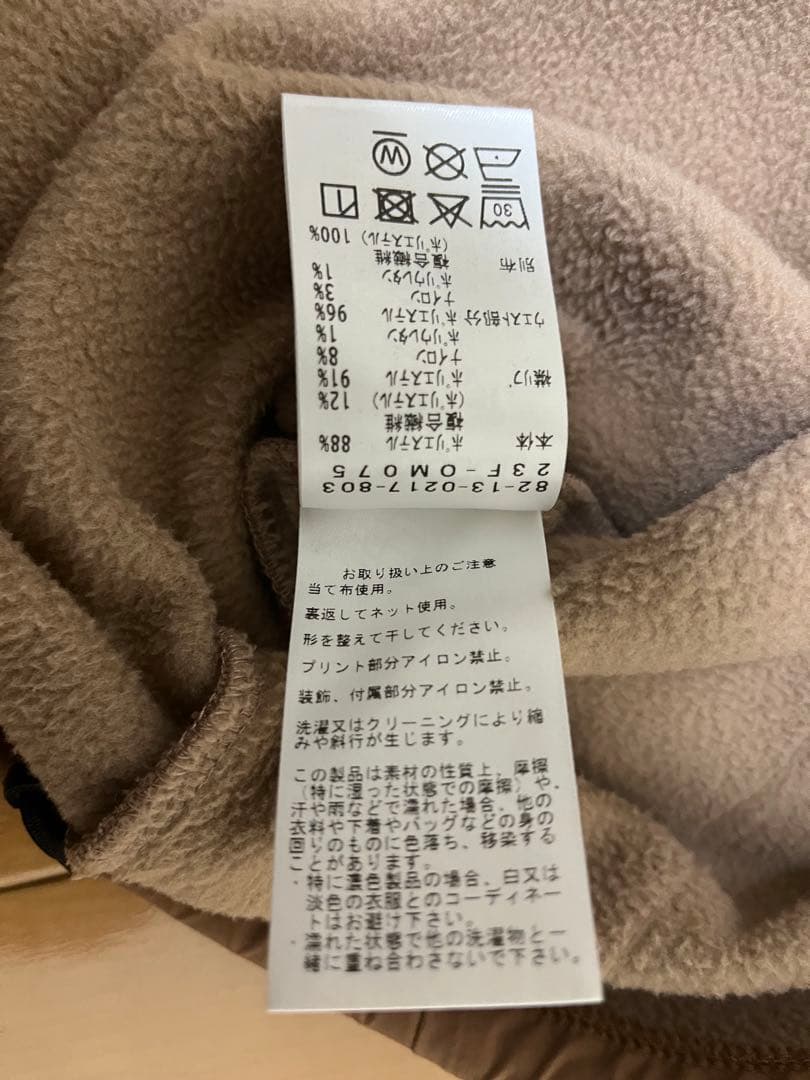 82-13-0217-803
23F-OM075
本体 ポリエステル 88%
複合繊維
(ポリエステル) 12%
襟リブ ポリエステル 91%
ナイロン 8%
ポリウレタン 1%
ウエスト部分 ポリエステル 96%
ナイロン 3%
ポリウレタン 1%
別布 複合繊維
(ポリエステル) 100%
30
W
お取り扱い上のご注意
当て布使用。
裏返してネット使用。
形を整えて干してください。
プリント部分アイロン禁止。
装飾、付属部分アイロン禁止。
洗濯又はクリーニングにより縮
みや斜行が生じます。
この製品は素材の性質上、摩擦
(特に湿った状態での摩擦)や、
汗や雨などで濡れた場合、他の
衣料や下着やバッグなどの身の
回りのものに色落ち、移染する
ことがあります。
・特に濃色製品の場合、白又は
淡色の衣服とのコーディネー
トはお避け下さい。
・濡れた状態で他の洗濯物と一
緒に重ね合わさないで下さい。